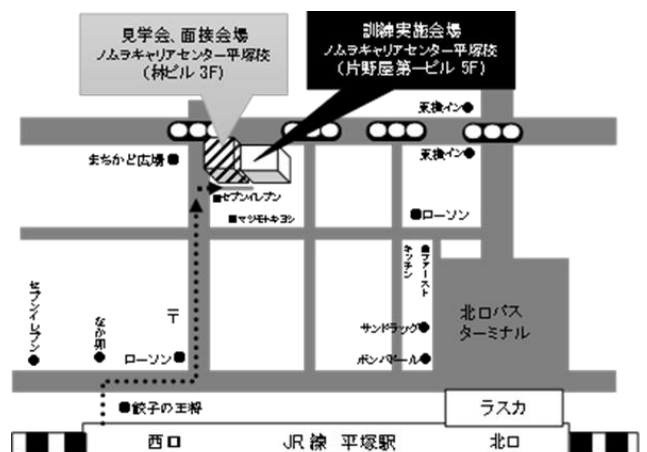 見学会、面接会場
ノムラキャリアセンター平塚校
(林ビル 3F)
訓練実施会場
ノムラキャリアセンター平塚校
(片野屋第一ビル 5F)
東横イン
まちかど広場
東横イン
セブンイレブン
マツモトキヨシ
ローソン
ファースト
キッチン
セブンイレブン
〒
北口バス
ターミナル
サンドラッグ
ローソン
ポンパドール
餃子の王将
ラスカ
西口
JR線 平塚駅
北口